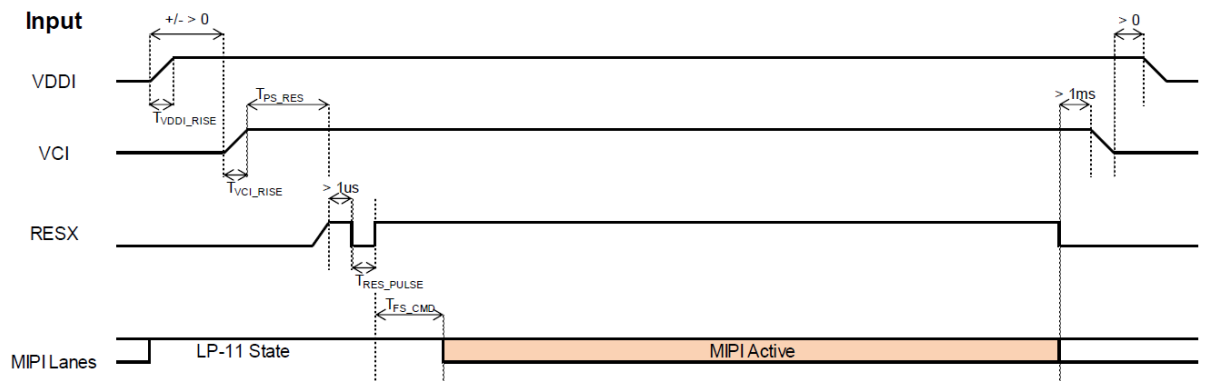 Input
+/- > 0
> 0
VDDI
TVDDI_RISE
TPS_RES
> 1ms
VCI
TVCI_RISE
> 1us
RESX
TRES_PULSE
TFS_CMD
MIPI Lanes
LP-11 State
MIPI Active